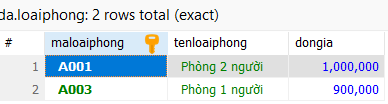 da.loaiphong: 2 rows total (exact)
# maloaiphong tenloaiphong dongia
1 A001 Phòng 2 người 1,000,000
2 A003 Phòng 1 người 900,000